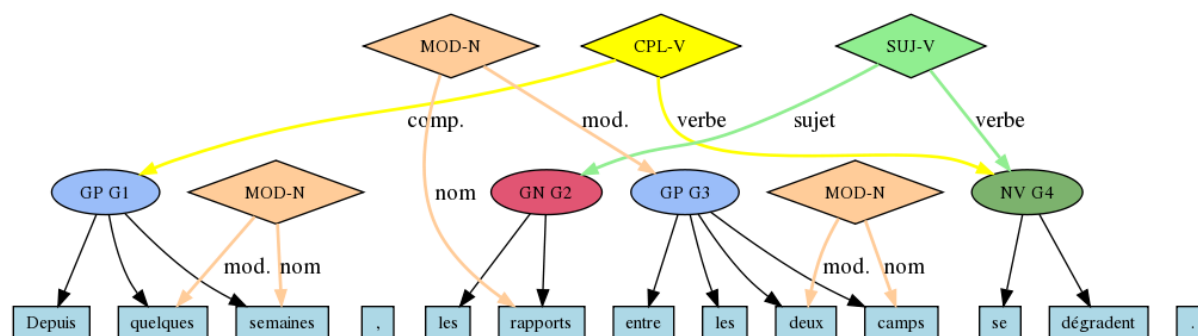 MOD-N CPL-V SUJ-V
comp. mod. verbe sujet verbe
GP G1 MOD-N nom GN G2 GP G3 MOD-N NV G4
mod. nom mod. nom
Depuis quelques semaines , les rapports entre les deux camps se dégradent .